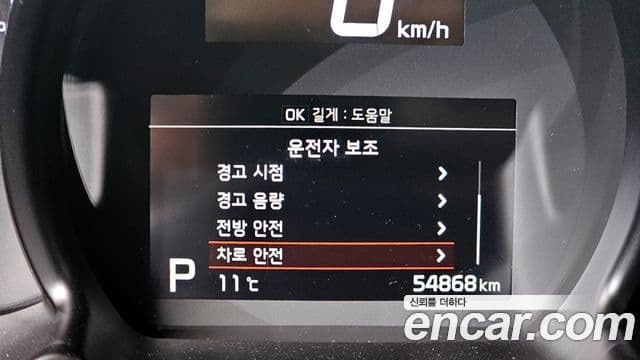 0
km/h
OK 길게 : 도움말
운전자 보조
경고 시점
경고 음량
전방 안전
차로 안전
P 11℃ 54868 km
신뢰를 더하다
encar.com